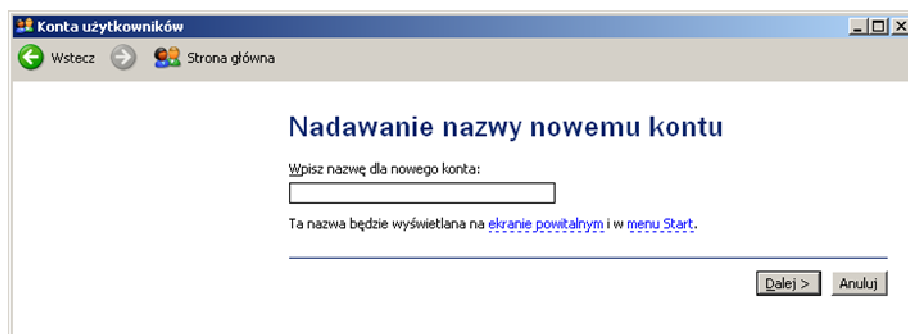 Konta użytkowników
Wstecz Strona główna
Nadawanie nazwy nowemu kontu
Wpisz nazwę dla nowego konta:
Ta nazwa będzie wyświetlana na ekranie powitalnym i w menu Start.
Dalej > Anuluj